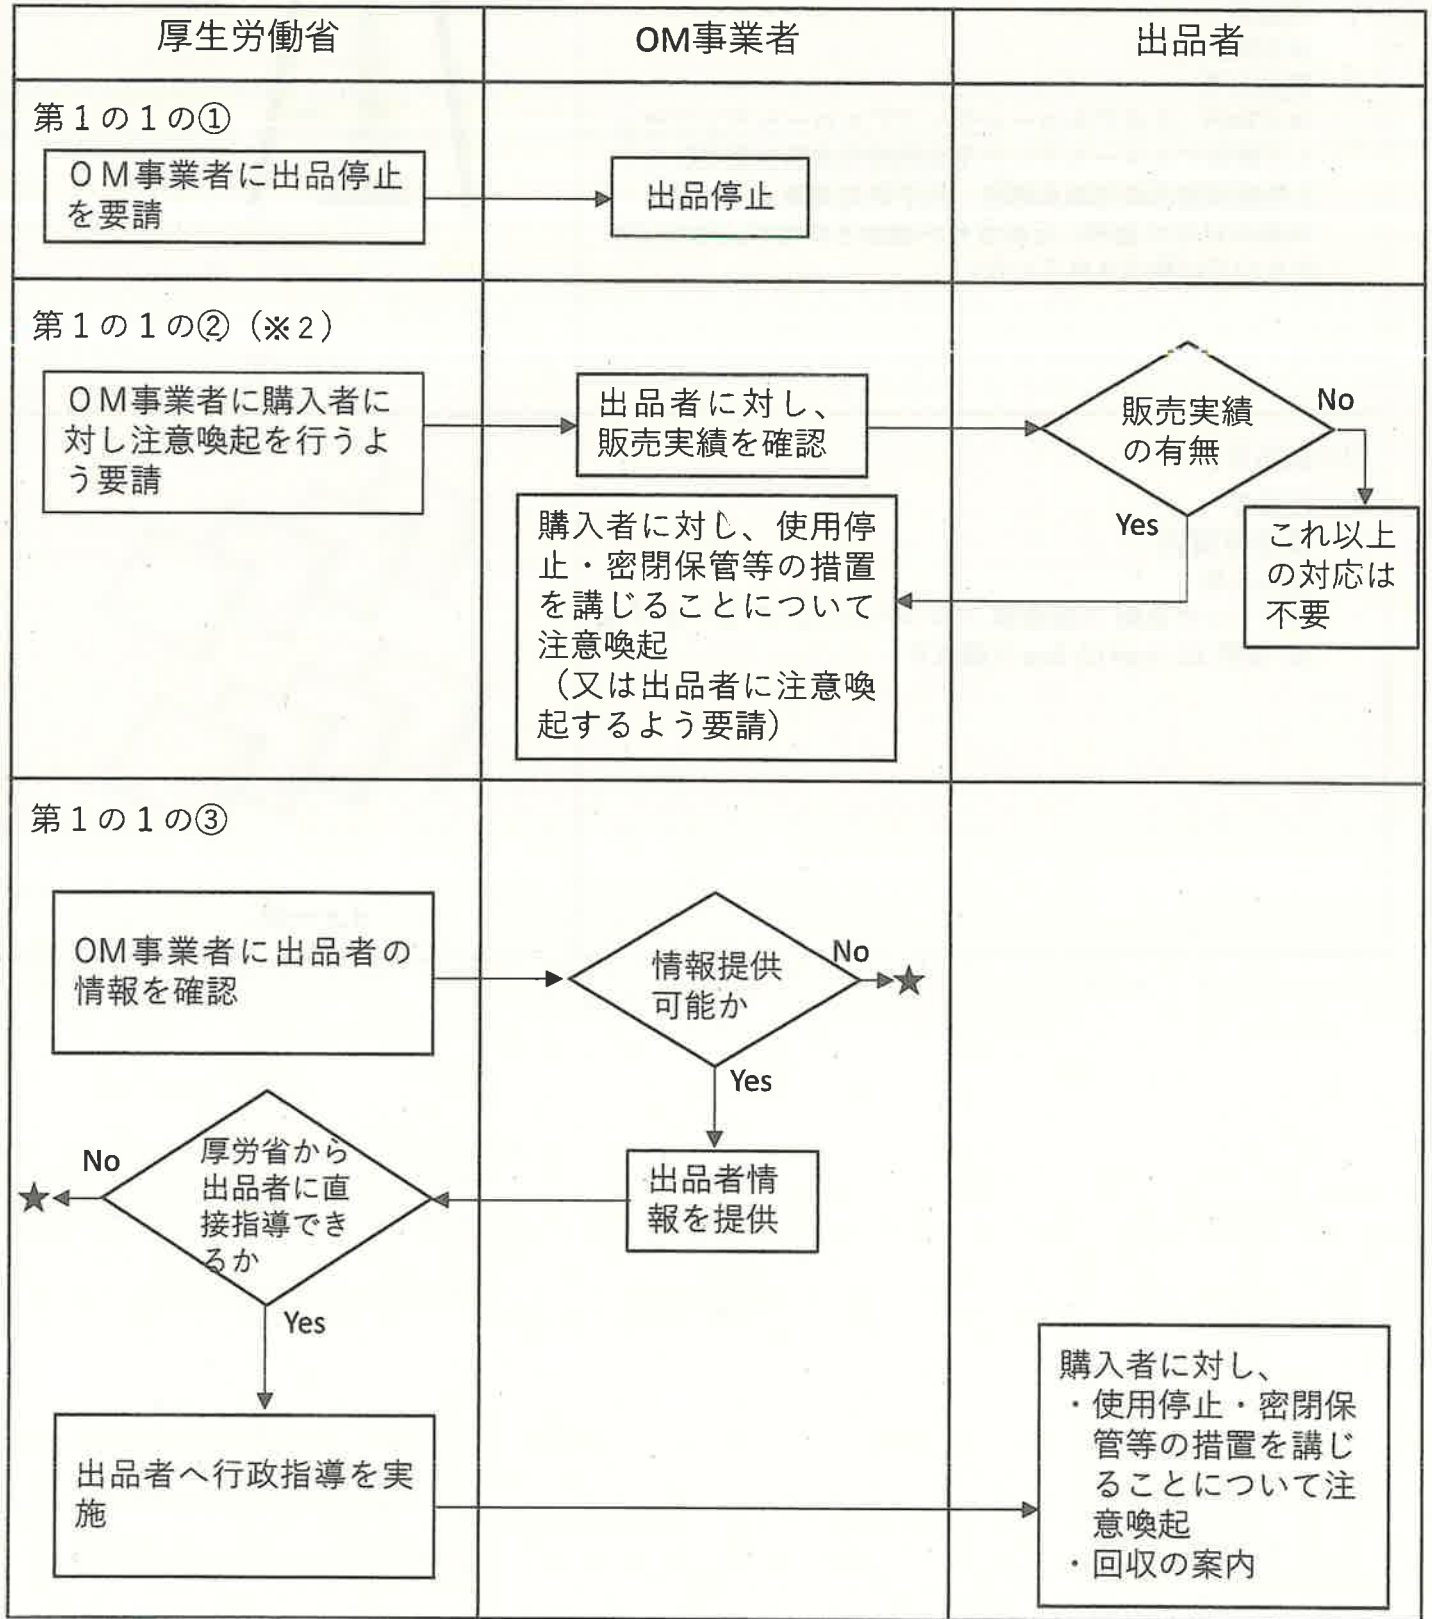 厚生労働省
OM事業者
出品者
第1の1の①
OM事業者に出品停止
を要請
出品停止
第1の1の②（※2）
OM事業者に購入者に
対し注意喚起を行うよ
う要請
出品者に対し、
販売実績を確認
販売実績
の有無
No
Yes
これ以上
の対応は
不要
購入者に対し、使用停
止・密閉保管等の措置
を講じることについて
注意喚起
（又は出品者に注意喚
起するよう要請）
第1の1の③
OM事業者に出品者の
情報を確認
情報提供
可能か
No
★
Yes
出品者情
報を提供
厚労省から
出品者に直
接指導でき
るか
No
★
Yes
出品者へ行政指導を実
施
購入者に対し、
・使用停止・密閉保
管等の措置を講じ
ることについて注
意喚起
・回収の案内